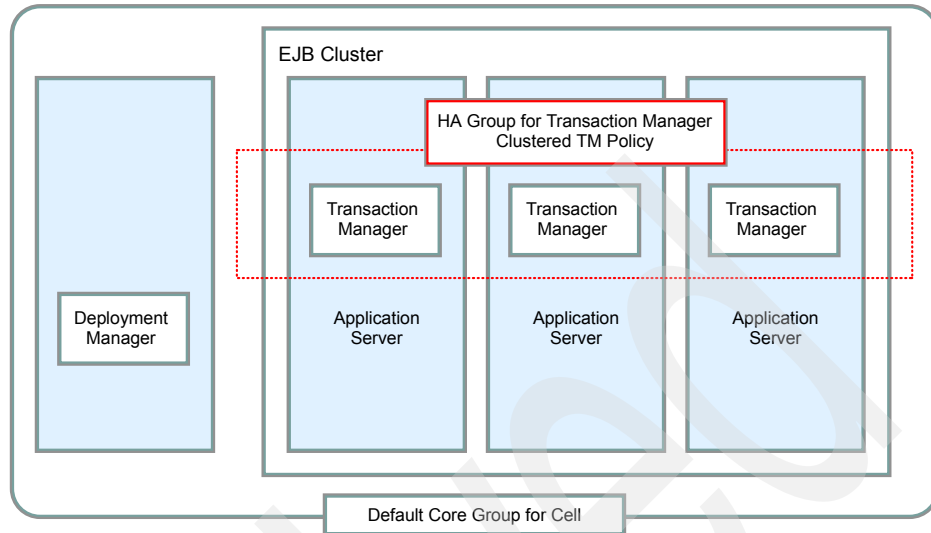 EJB Cluster
HA Group for Transaction Manager
Clustered TM Policy
Transaction
Manager
Transaction
Manager
Transaction
Manager
Deployment
Manager
Application
Server
Application
Server
Application
Server
Default Core Group for Cell